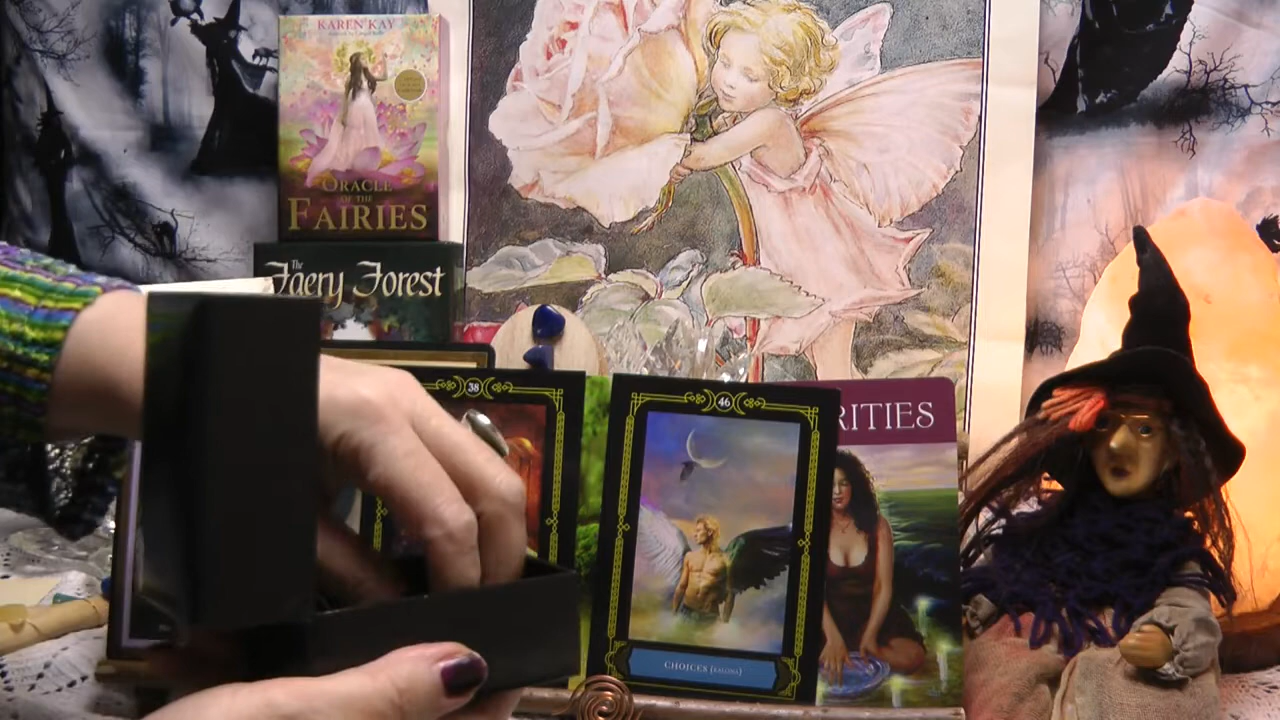 KAREN KAY
ORACLE
OF THE
FAIRIES
The
Faery Forest
38
46
RITIES
CHOICES